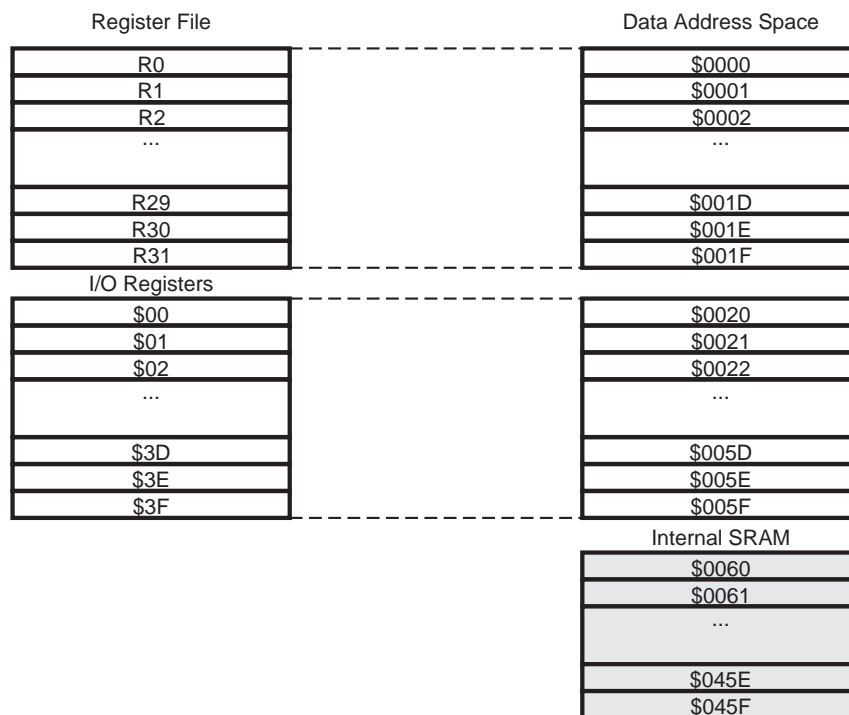 Register File Data Address Space
R0 $0000
R1 $0001
R2 $0002
... ...
R29 $001D
R30 $001E
R31 $001F
I/O Registers
$00 $0020
$01 $0021
$02 $0022
... ...
$3D $005D
$3E $005E
$3F $005F
Internal SRAM
$0060
$0061
...
$045E
$045F